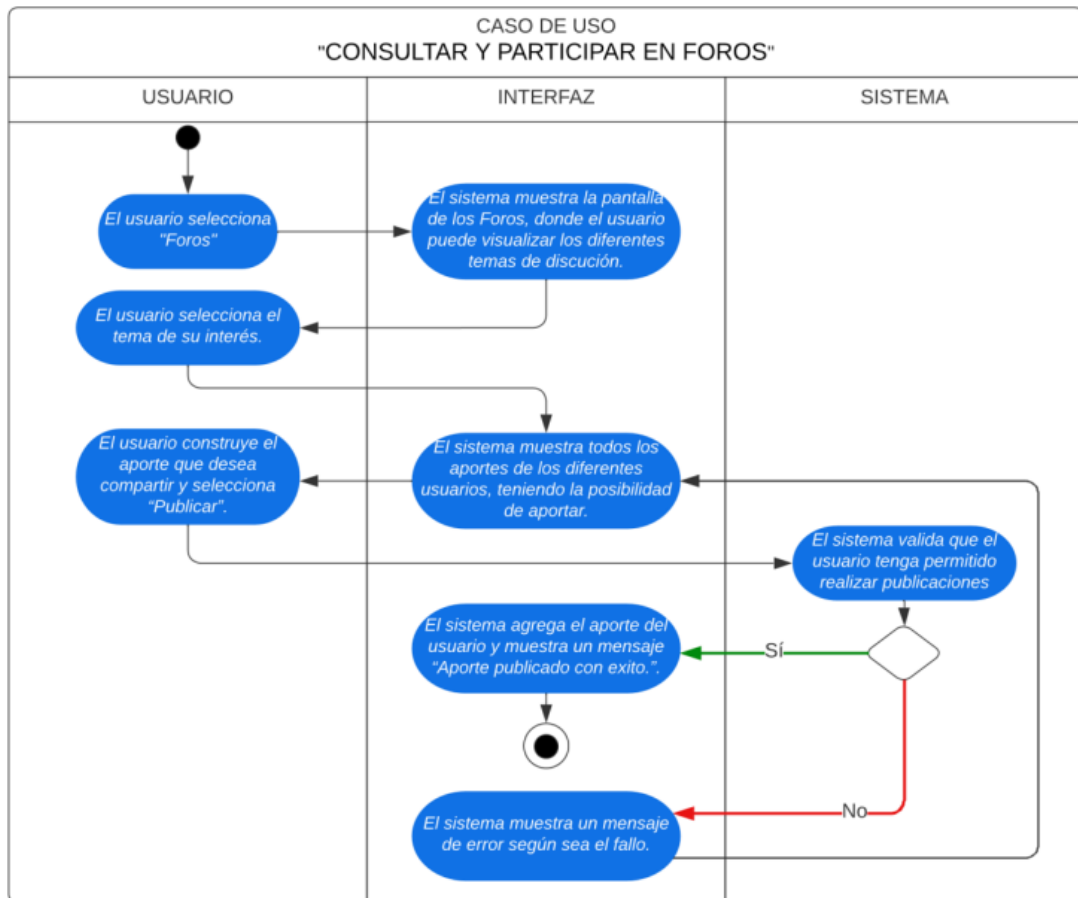 CASO DE USO
"CONSULTAR Y PARTICIPAR EN FOROS"
USUARIO
INTERFAZ
SISTEMA
El usuario selecciona
"Foros"
El sistema muestra la pantalla
de los Foros, donde el usuario
puede visualizar los diferentes
temas de discución.
El usuario selecciona el
tema de su interés.
El sistema muestra todos los
aportes de los diferentes
usuarios, teniendo la posibilidad
de aportar.
El usuario construye el
aporte que desea
compartir y selecciona
“Publicar”.
El sistema valida que el
usuario tenga permitido
realizar publicaciones
Sí
El sistema agrega el aporte del
usuario y muestra un mensaje
“Aporte publicado con exito.”.
No
El sistema muestra un mensaje
de error según sea el fallo.